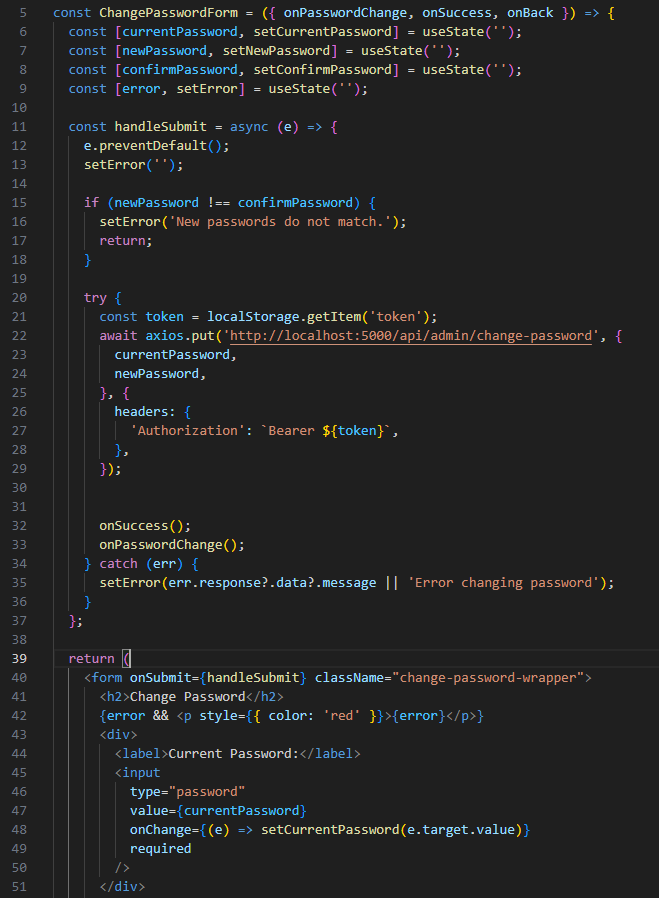 5 const ChangePasswordForm = ({ onPasswordChange, onSuccess, onBack }) => {
6   const [currentPassword, setCurrentPassword] = useState('');
7   const [newPassword, setNewPassword] = useState('');
8   const [confirmPassword, setConfirmPassword] = useState('');
9   const [error, setError] = useState('');
10
11   const handleSubmit = async (e) => {
12     e.preventDefault();
13     setError('');
14
15     if (newPassword !== confirmPassword) {
16       setError('New passwords do not match.');
17       return;
18     }
19
20     try {
21       const token = localStorage.getItem('token');
22       await axios.put('http://localhost:5000/api/admin/change-password', {
23         currentPassword,
24         newPassword,
25       }, {
26         headers: {
27           'Authorization': `Bearer ${token}`,
28         },
29       });
30
31
32       onSuccess();
33       onPasswordChange();
34     } catch (err) {
35       setError(err.response?.data?.message || 'Error changing password');
36     }
37   };
38
39   return (
40     <form onSubmit={handleSubmit} className="change-password-wrapper">
41       <h2>Change Password</h2>
42       {error && <p style={{ color: 'red' }}>{error}</p>}
43       <div>
44         <label>Current Password:</label>
45         <input
46           type="password"
47           value={currentPassword}
48           onChange={(e) => setCurrentPassword(e.target.value)}
49           required
50         />
51       </div>